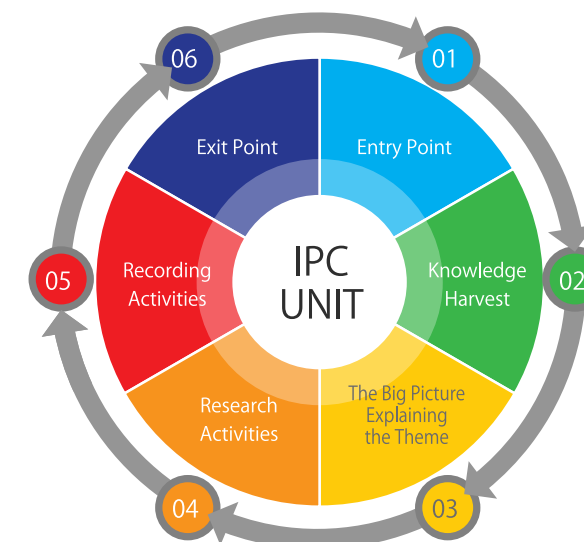 06
01
Exit Point
Entry Point
05
Recording
Activities
IPC
UNIT
Knowledge
Harvest
02
Research
Activities
The Big Picture
Explaining
the Theme
04
03